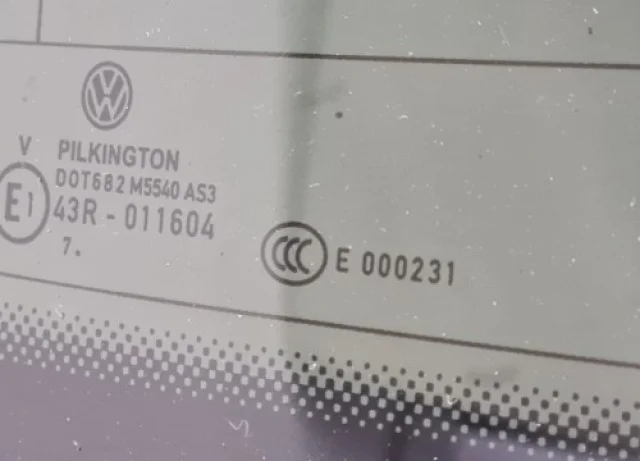 V PILKINGTON
DOT682 M5540 AS3
E1 43R - 011604
7.
CCC E 000231